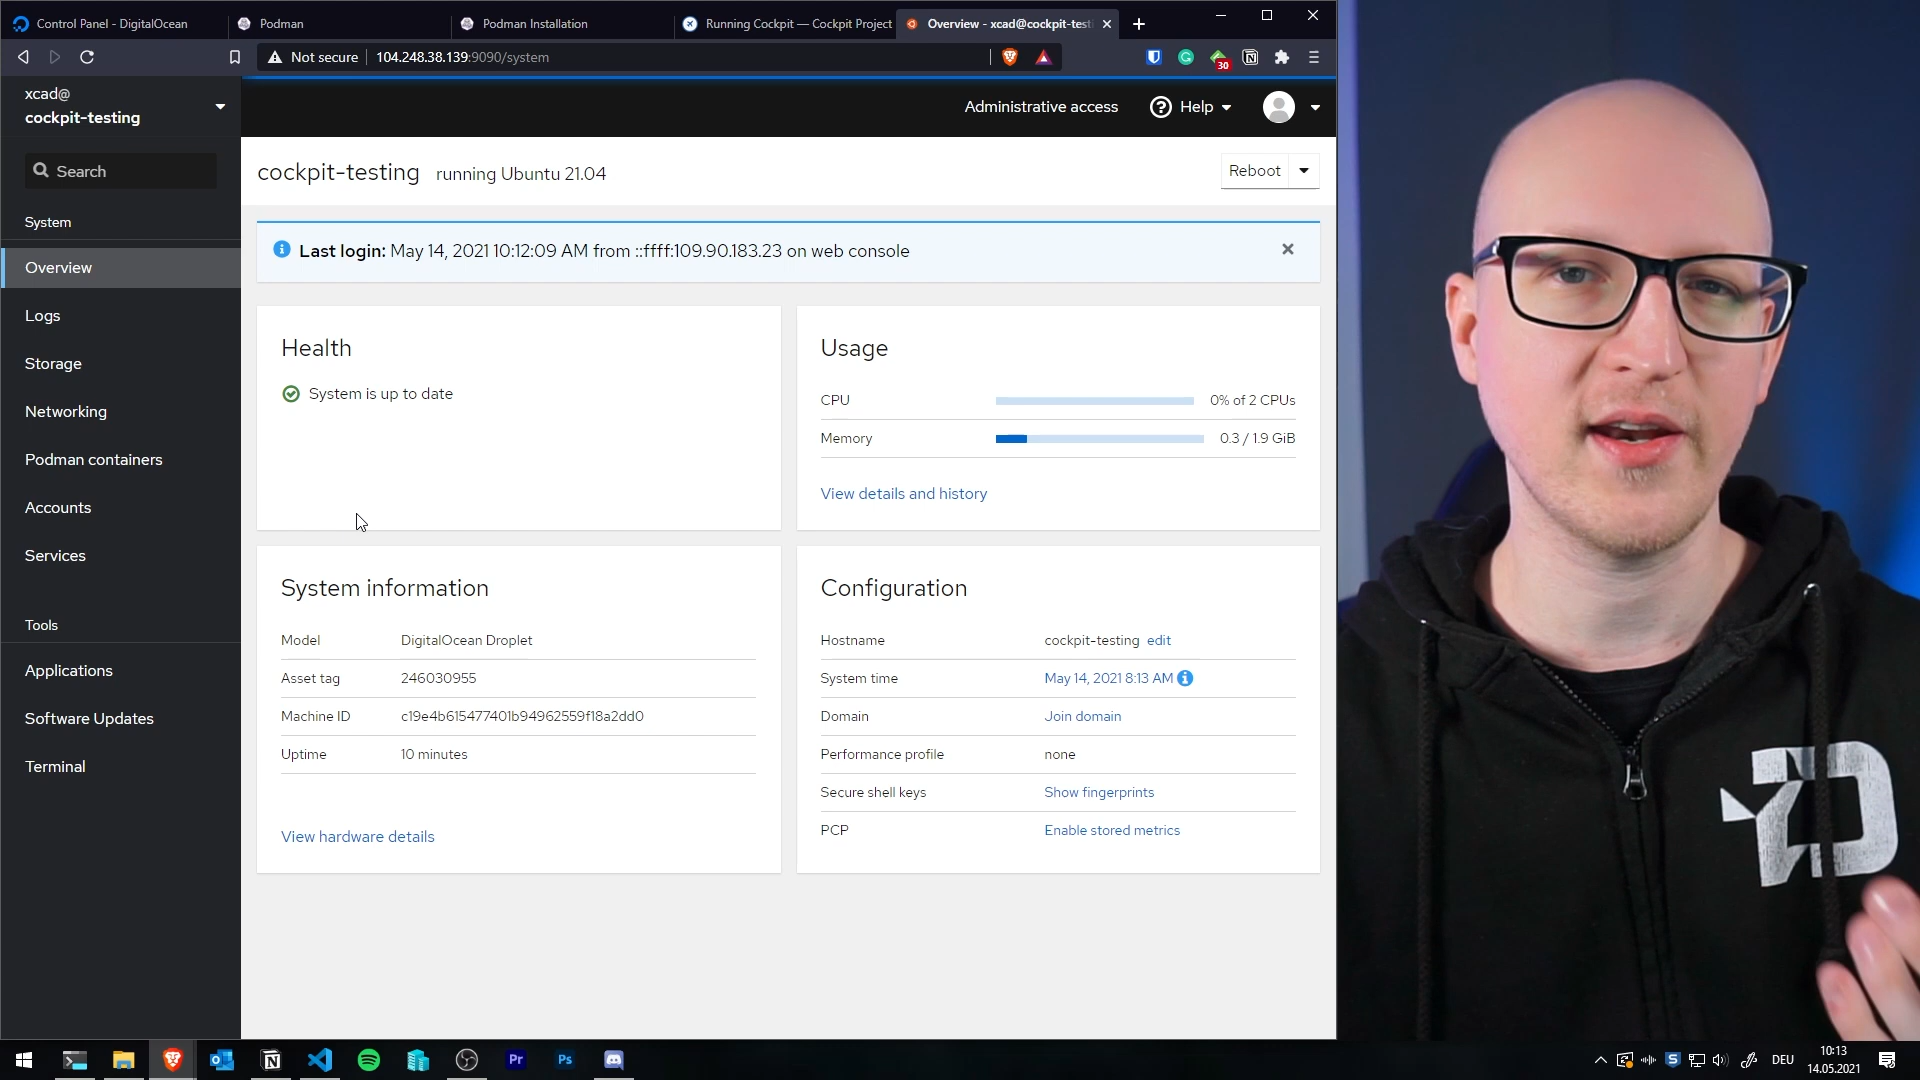 Control Panel - DigitalOcean
Podman
Podman Installation
Running Cockpit — Cockpit Project
Overview - xcad@cockpit-test
Not secure
104.248.38.139:9090/system
30
xcad@
cockpit-testing
Administrative access
Help
Search
cockpit-testing running Ubuntu 21.04
Reboot
System
Last login: May 14, 2021 10:12:09 AM from ::ffff:109.90.183.23 on web console
Overview
Logs
Storage
Networking
Podman containers
Accounts
Services
Tools
Applications
Software Updates
Terminal
Health
System is up to date
Usage
CPU 0% of 2 CPUs
Memory 0.3 / 1.9 GiB
View details and history
System information
Model DigitalOcean Droplet
Asset tag 246030955
Machine ID c19e4b615477401b94962559f18a2dd0
Uptime 10 minutes
View hardware details
Configuration
Hostname cockpit-testing edit
System time May 14, 2021 8:13 AM
Domain Join domain
Performance profile none
Secure shell keys Show fingerprints
PCP Enable stored metrics
Pr
Ps
DEU
10:13
14.05.2021